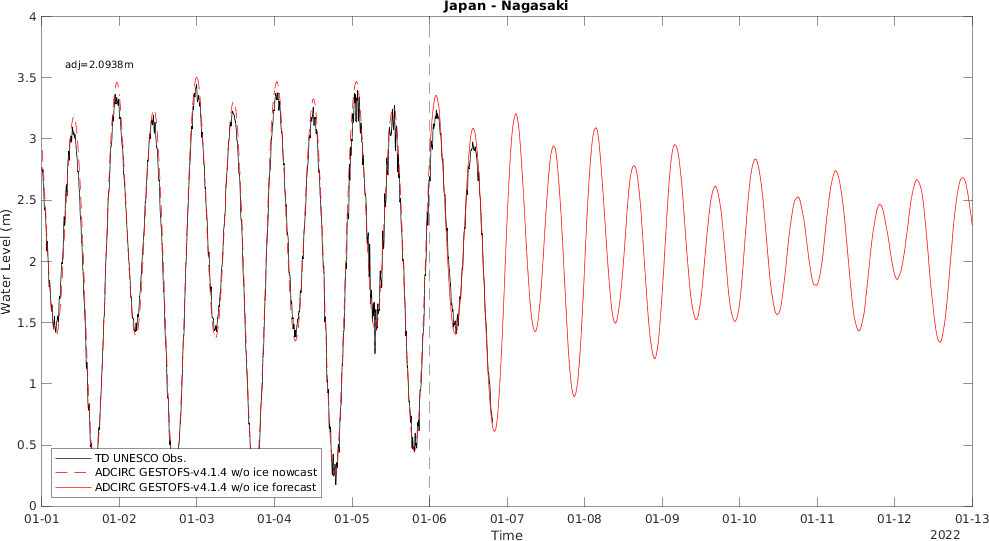 Japan - Nagasaki
adj=2.0938m
4
3.5
3
2.5
2
1.5
1
0.5
0
Water Level (m)
TD UNESCO Obs.
ADCIRC GESTOFS-v4.1.4 w/o ice nowcast
ADCIRC GESTOFS-v4.1.4 w/o ice forecast
01-01 01-02 01-03 01-04 01-05 01-06 01-07 01-08 01-09 01-10 01-11 01-12 01-13
Time
2022